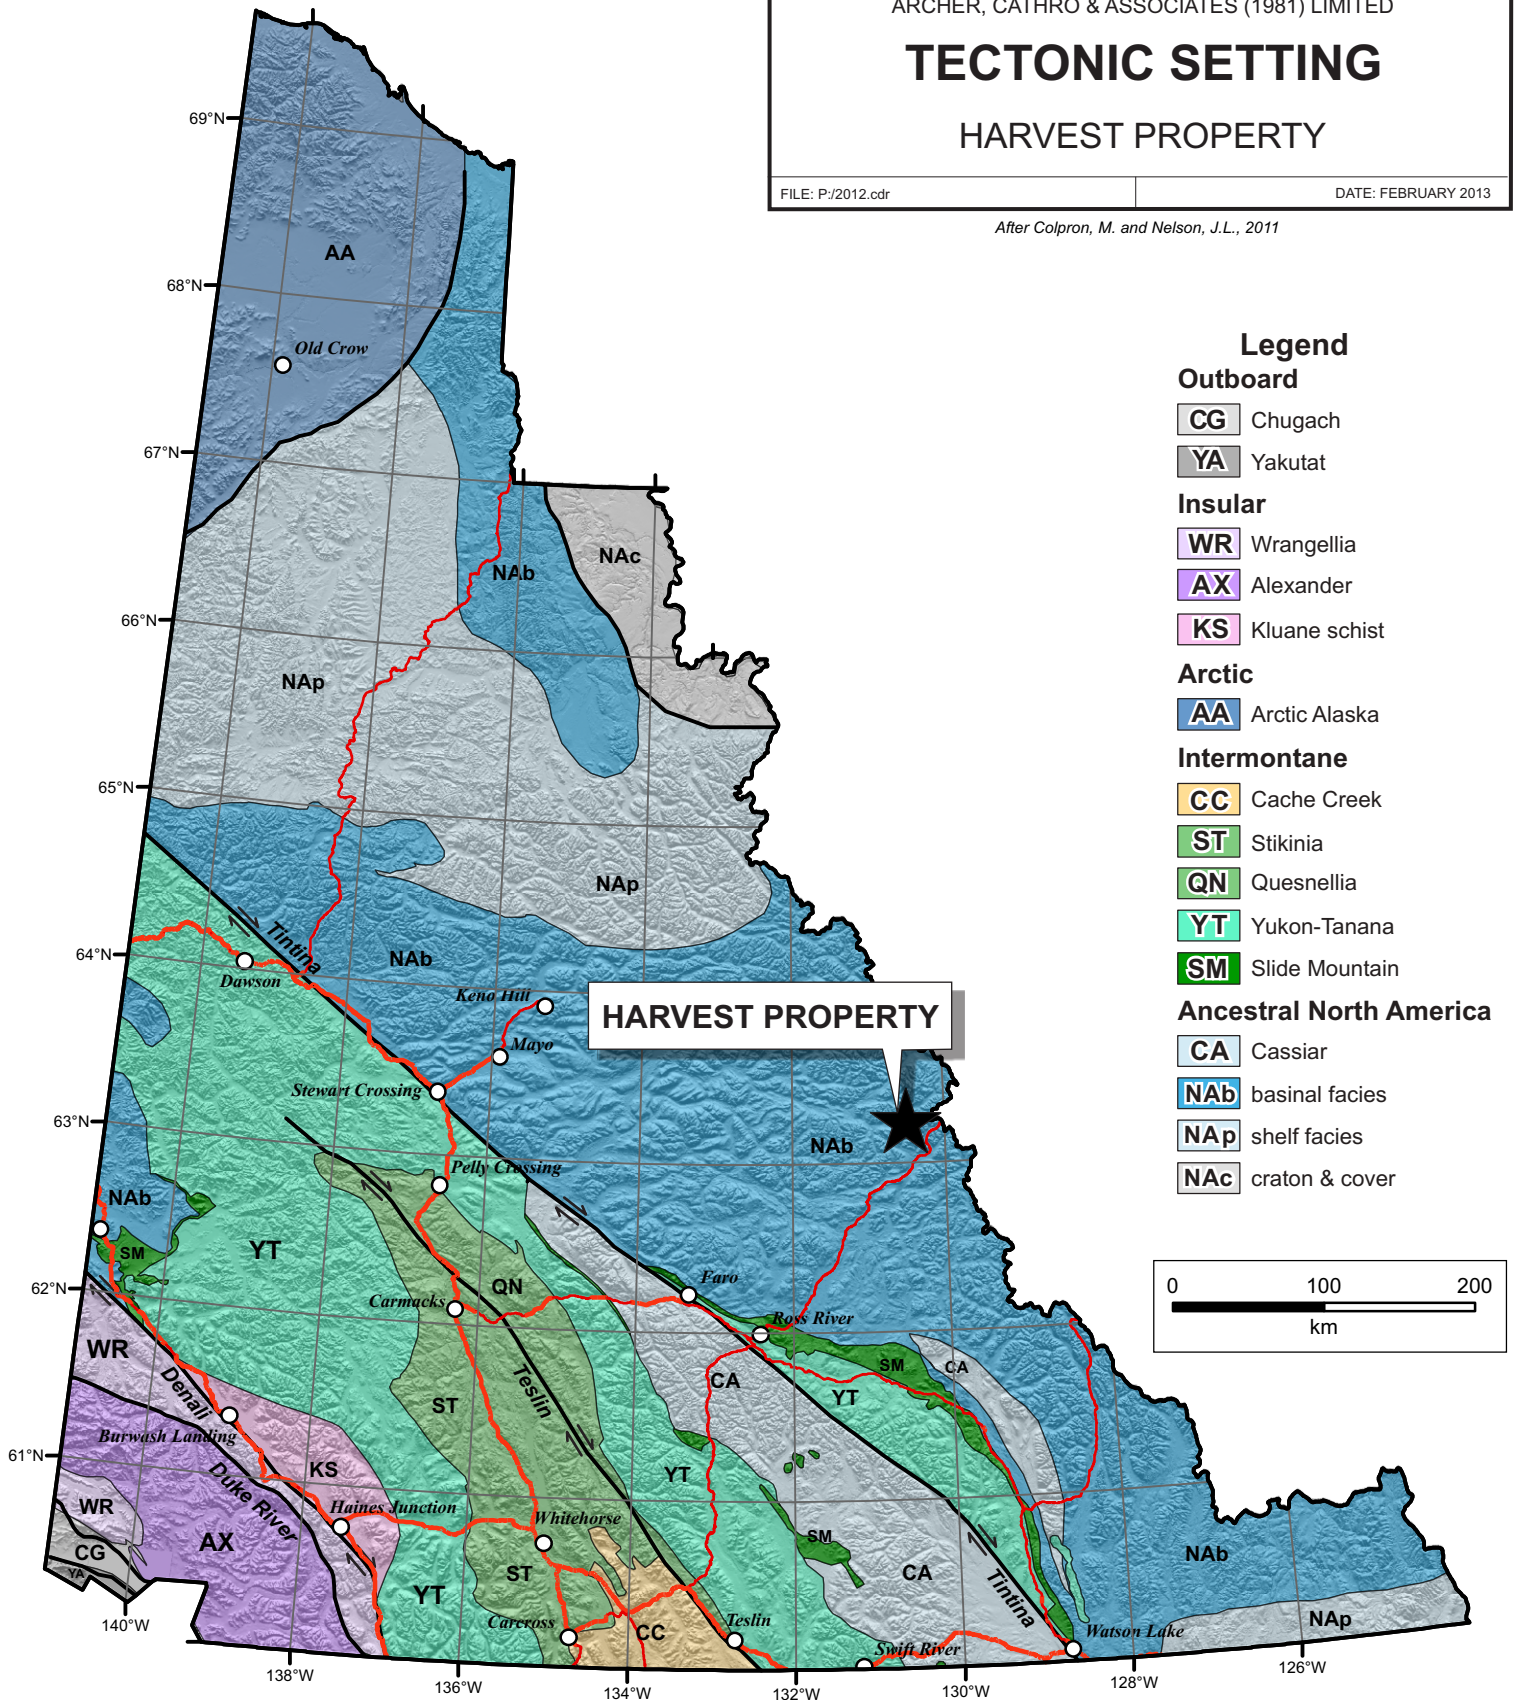 ARCHER, CATHRO & ASSOCIATES (1981) LIMITED
TECTONIC SETTING
HARVEST PROPERTY
FILE: P:/2012.cdr
DATE: FEBRUARY 2013
After Colpron, M. and Nelson, J.L., 2011
Legend
Outboard
CG Chugach
YA Yakutat
Insular
WR Wrangellia
AX Alexander
KS Kluane schist
Arctic
AA Arctic Alaska
Intermontane
CC Cache Creek
ST Stikinia
QN Quesnellia
YT Yukon-Tanana
SM Slide Mountain
Ancestral North America
CA Cassiar
NAb basinal facies
NAp shelf facies
NAc craton & cover
0 100 200
km
69°N
68°N
67°N
66°N
65°N
64°N
63°N
62°N
61°N
140°W
138°W
136°W
134°W
132°W
130°W
128°W
126°W
AA
Old Crow
NAc
NAb
NAp
NAp
NAb
Tintina
Dawson
Keno Hill
Mayo
HARVEST PROPERTY
Stewart Crossing
NAb
Pelly Crossing
NAb
SM
YT
QN
Faro
Carmacks
Ross River
WR
Denali
Teslin
SM
CA
CA
YT
ST
Burwash Landing
KS
YT
Duke River
WR
Haines Junction
Whitehorse
SM
AX
CG
YA
ST
CA
NAb
YT
Tintina
Carcross
CC
Teslin
Swift River
Watson Lake
NAp